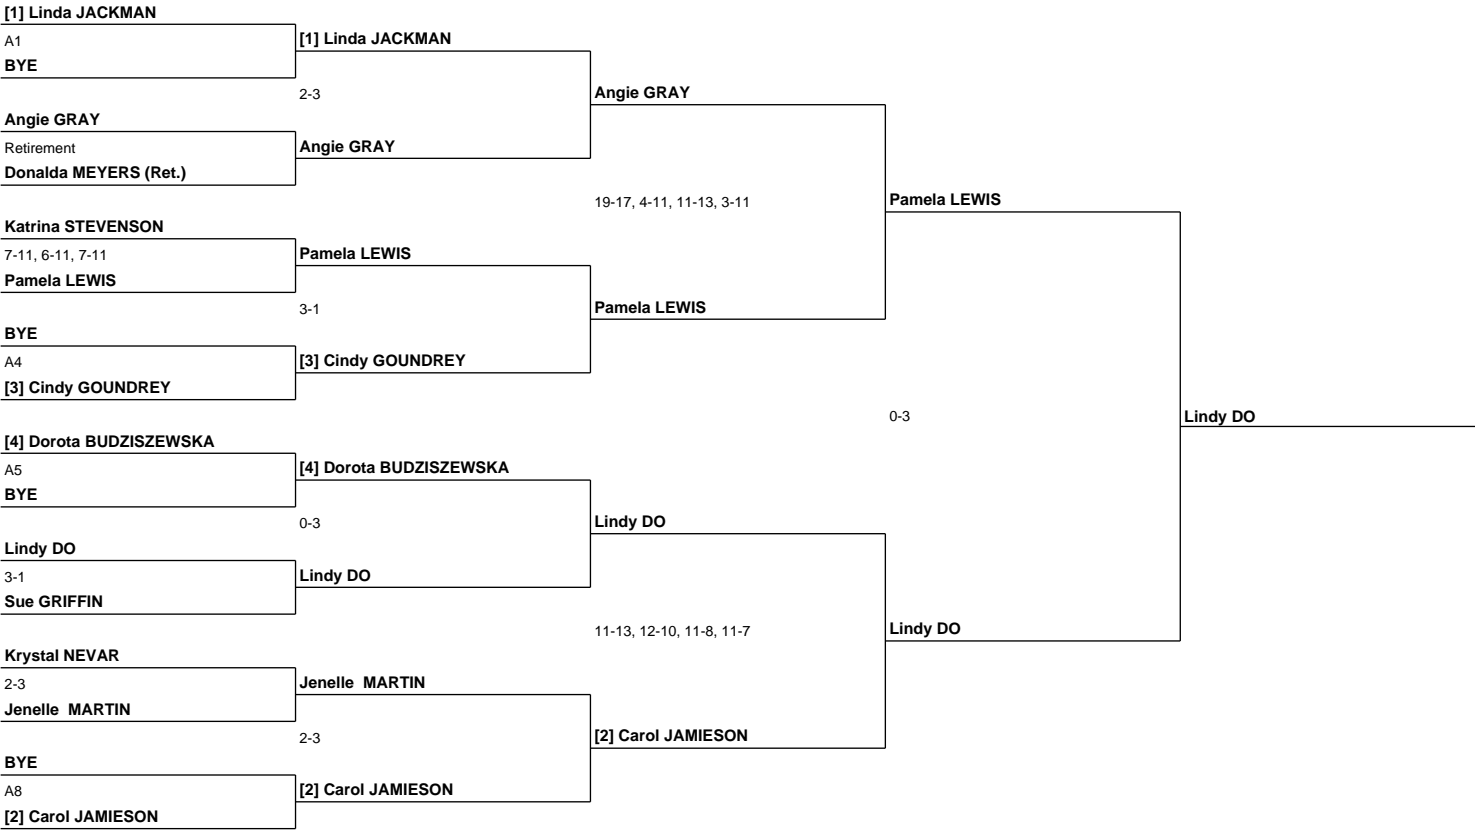 [1] Linda JACKMAN
A1
BYE
[1] Linda JACKMAN
2-3
Angie GRAY
Retirement
Donalda MEYERS (Ret.)
Angie GRAY
Angie GRAY
19-17, 4-11, 11-13, 3-11
Katrina STEVENSON
7-11, 6-11, 7-11
Pamela LEWIS
Pamela LEWIS
3-1
BYE
A4
[3] Cindy GOUNDREY
[3] Cindy GOUNDREY
Pamela LEWIS
Pamela LEWIS
0-3
[4] Dorota BUDZISZEWSKA
A5
BYE
[4] Dorota BUDZISZEWSKA
0-3
Lindy DO
3-1
Sue GRIFFIN
Lindy DO
Lindy DO
11-13, 12-10, 11-8, 11-7
Krystal NEVAR
2-3
Jenelle  MARTIN
Jenelle  MARTIN
2-3
BYE
A8
[2] Carol JAMIESON
[2] Carol JAMIESON
[2] Carol JAMIESON
Lindy DO
Lindy DO